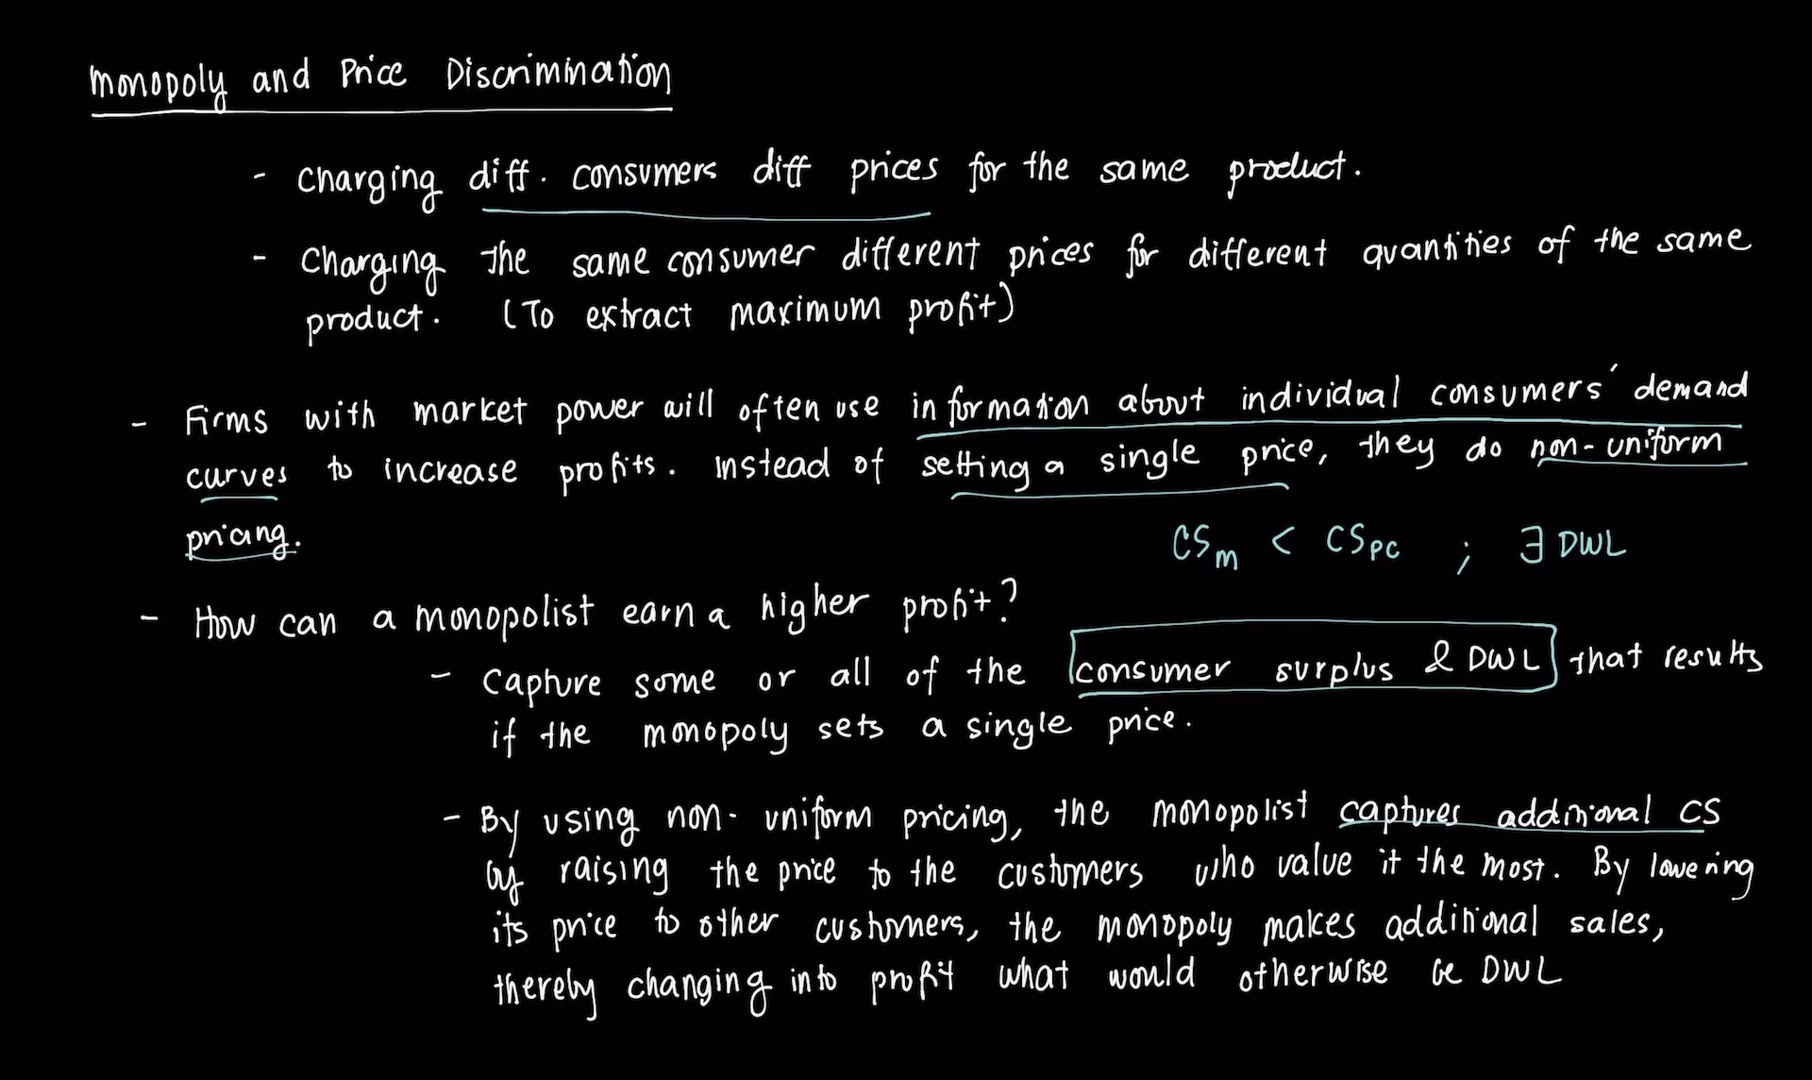 Monopoly and Price Discrimination
- Charging diff. consumers diff prices for the same product.
- Charging the same consumer different prices for different quantities of the same
product. (To extract maximum profit)
- Firms with market power will often use information about individual consumers' demand
curves to increase profits. Instead of setting a single price, they do non-uniform
pricing.
CSm < CSPC ; ∃ DWL
- How can a monopolist earn a higher profit?
- Capture some or all of the consumer surplus & DWL that results
if the monopoly sets a single price.
- By using non-uniform pricing, the monopolist captures additional CS
by raising the price to the customers who value it the most. By lowering
its price to other customers, the monopoly makes additional sales,
thereby changing into profit what would otherwise be DWL